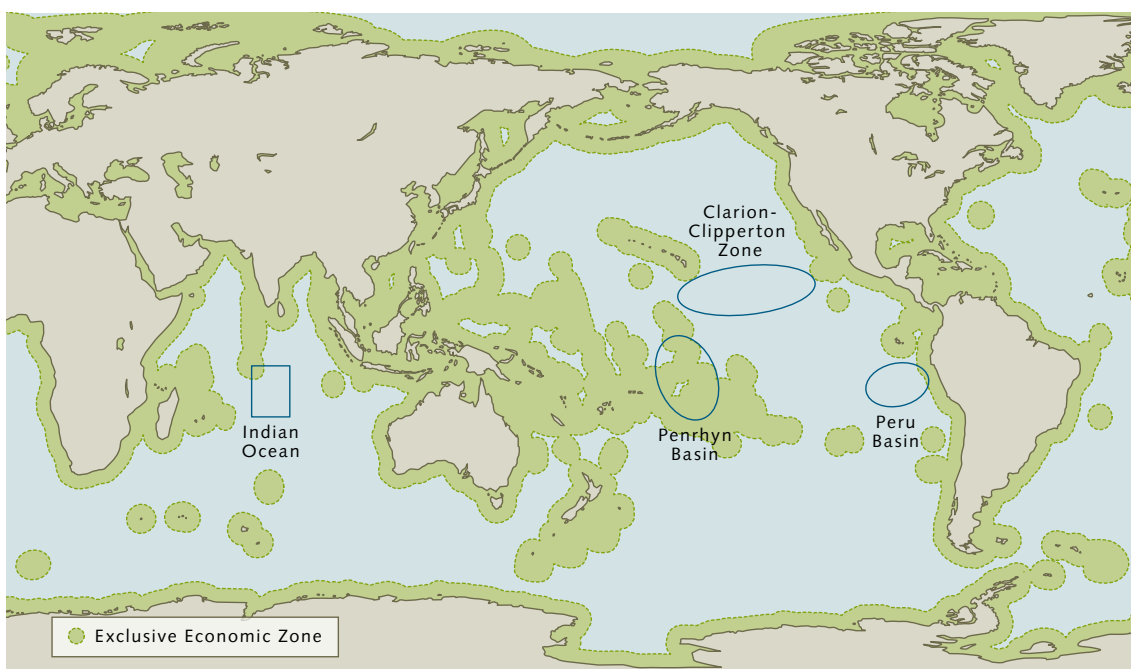 Clarion-
Clipperton
Zone
Indian
Ocean
Penrhyn
Basin
Peru
Basin
Exclusive Economic Zone